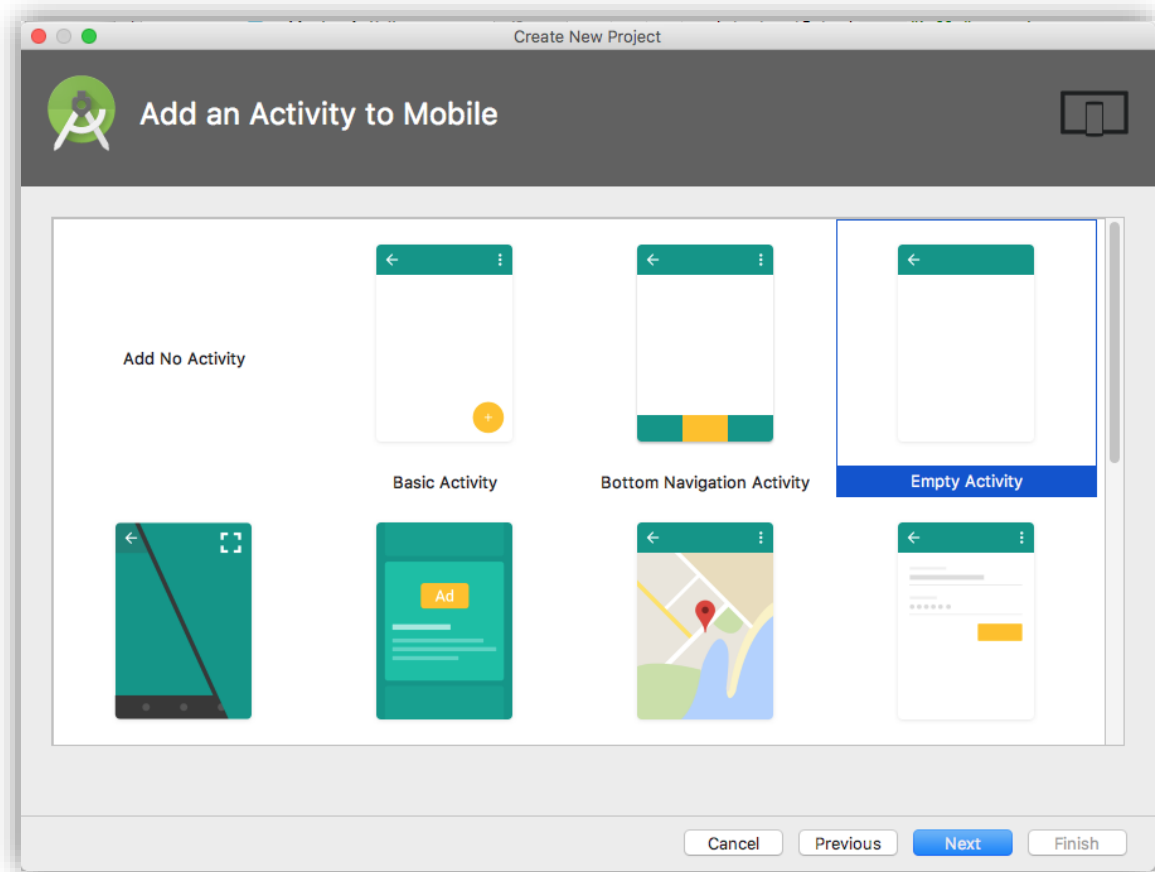 Create New Project
Add an Activity to Mobile
Add No Activity
Basic Activity
Bottom Navigation Activity
Empty Activity
Ad
Cancel
Previous
Next
Finish